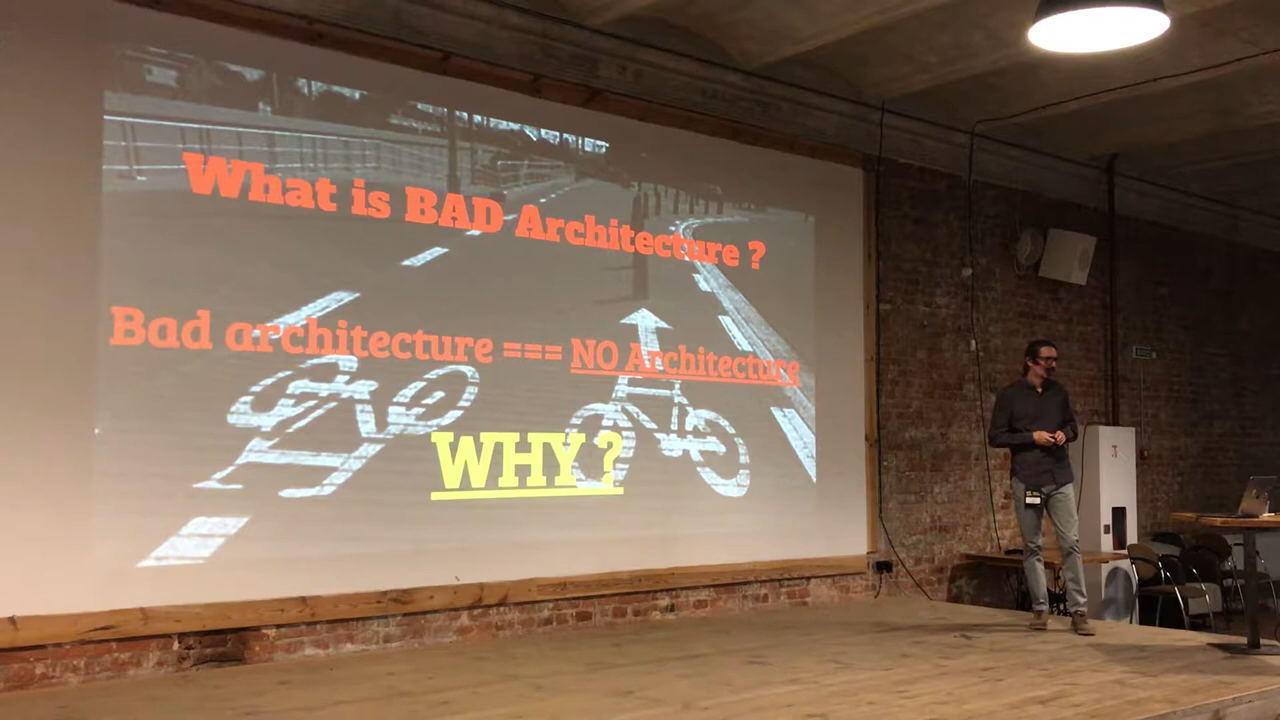 What is BAD Architecture ?
Bad architecture === NO Architecture
WHY ?